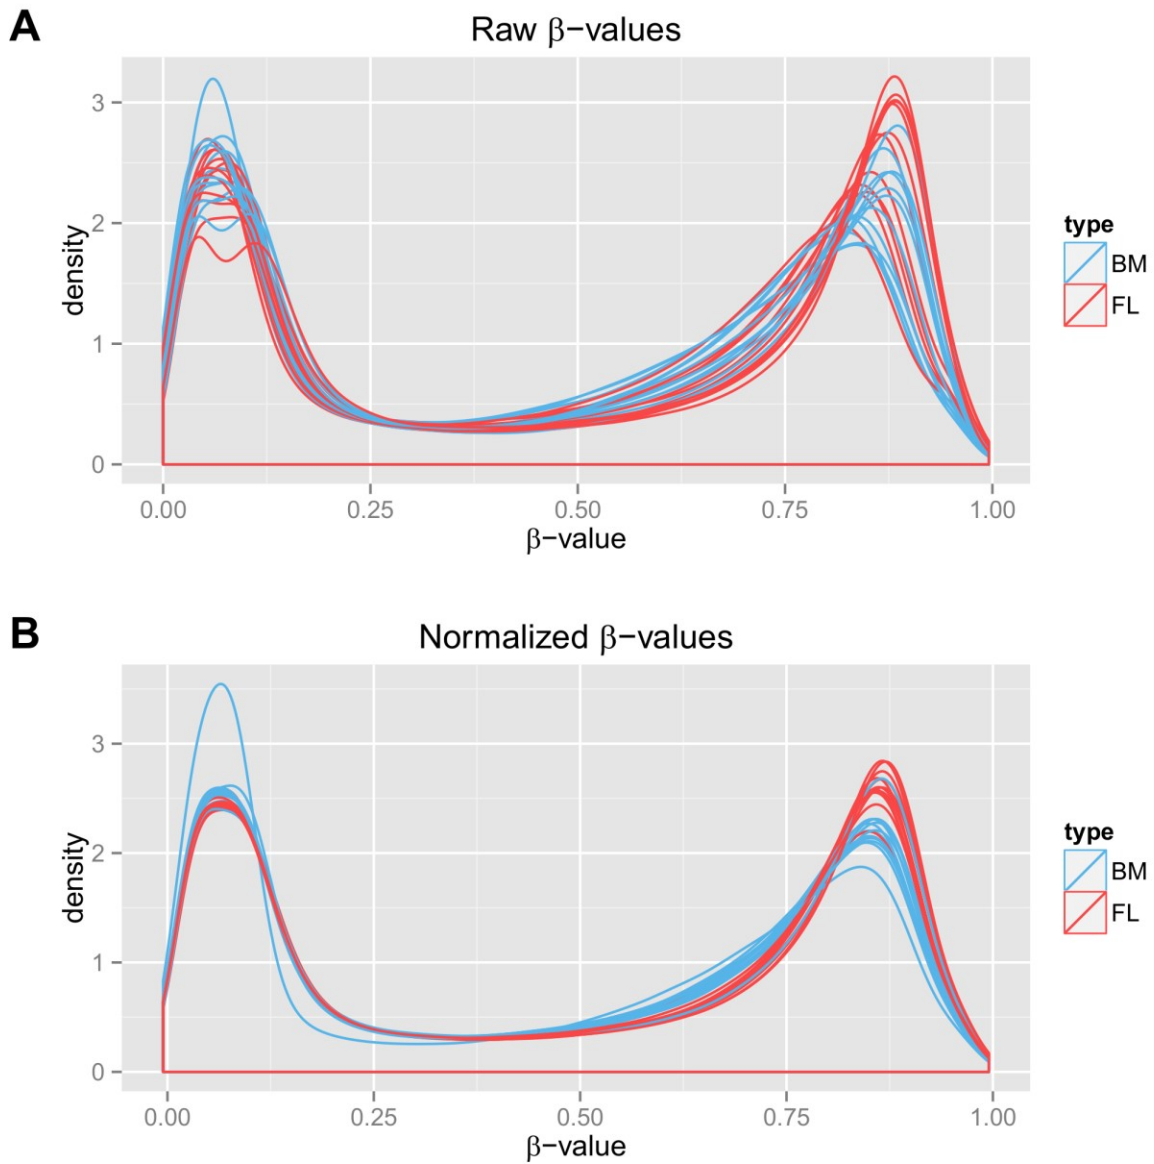 A
Raw β−values
density
3
2
1
0
0.00 0.25 0.50 0.75 1.00
β−value
type
BM
FL
B
Normalized β−values
density
3
2
1
0
0.00 0.25 0.50 0.75 1.00
β−value
type
BM
FL